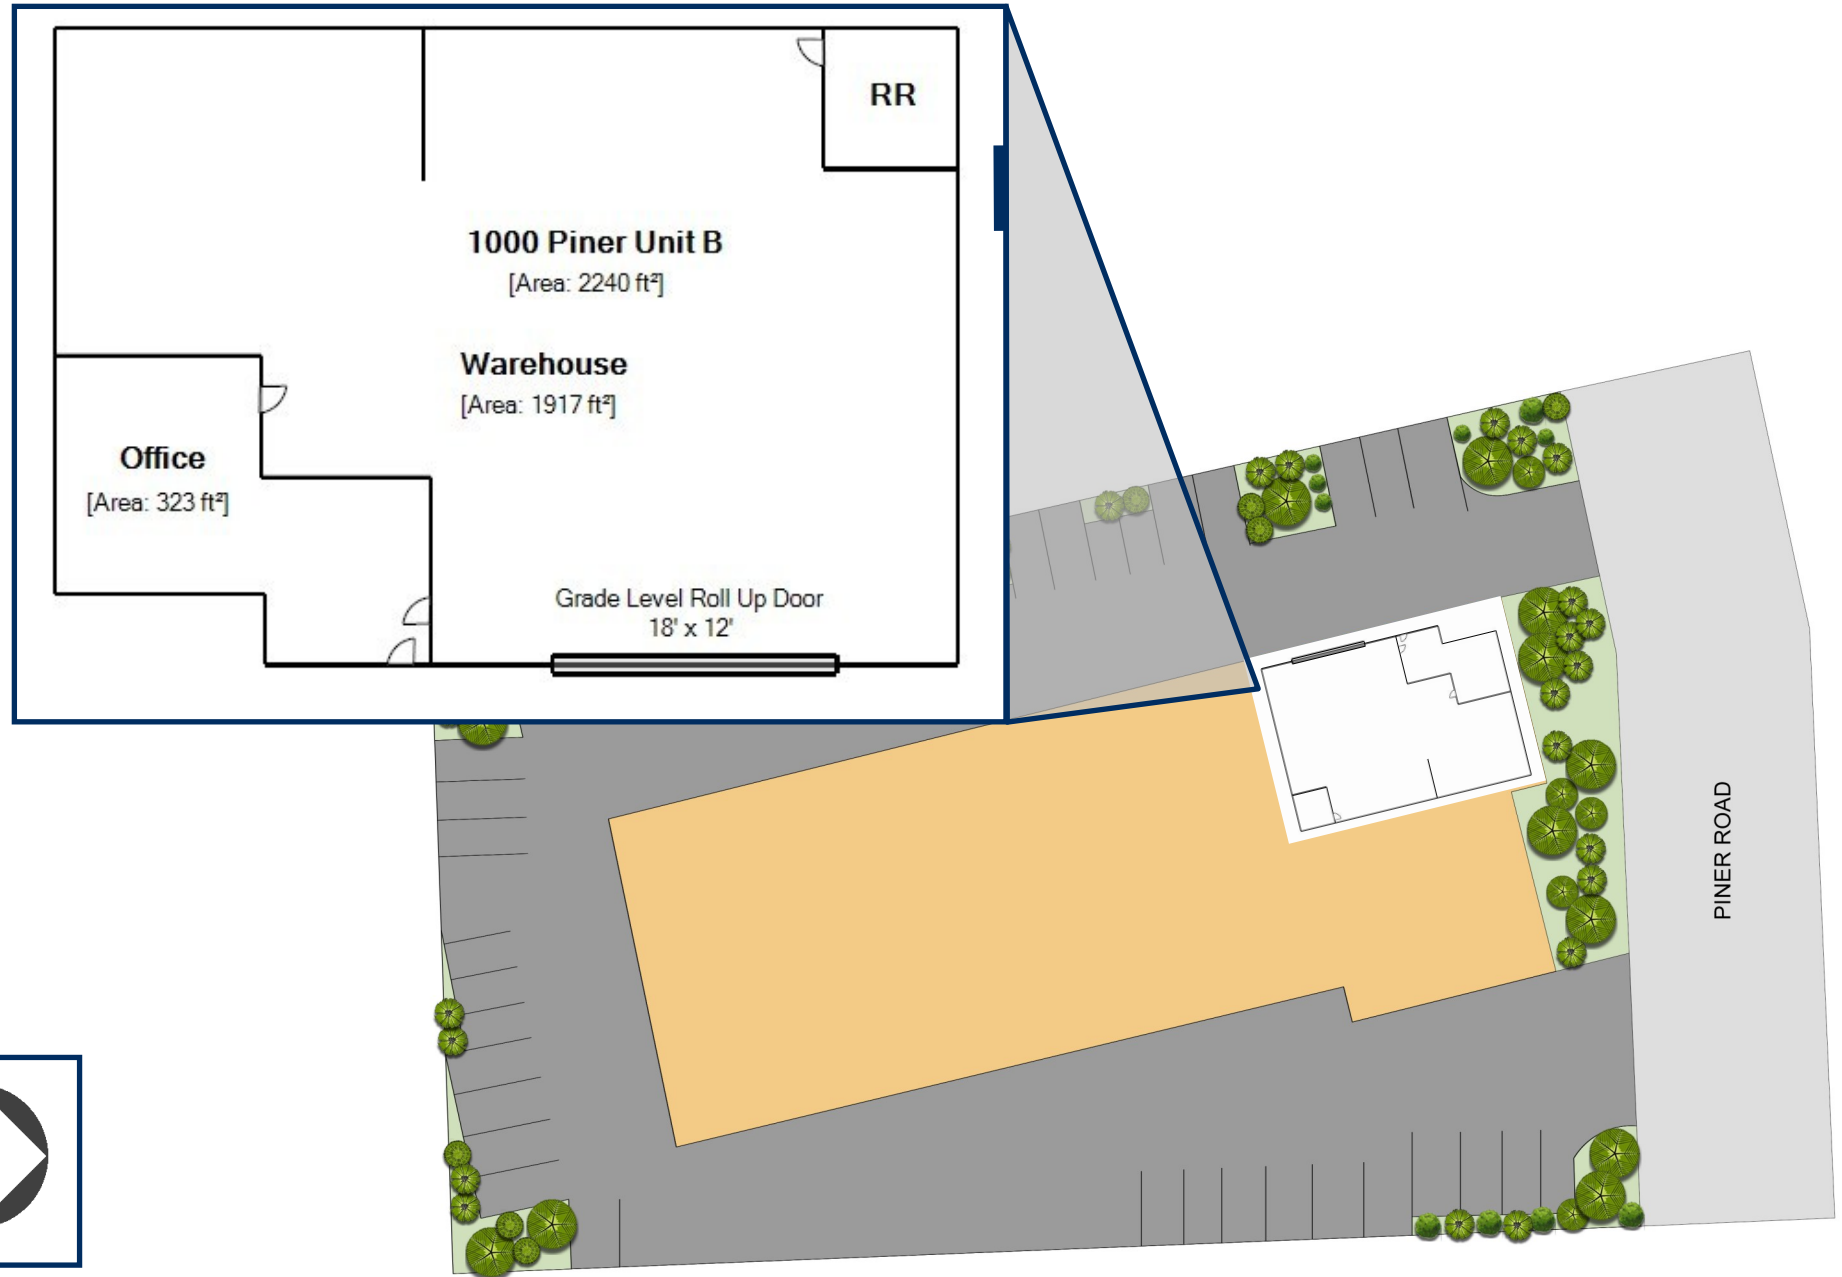 RR
1000 Piner Unit B
[Area: 2240 ft²]
Warehouse
[Area: 1917 ft²]
Office
[Area: 323 ft²]
Grade Level Roll Up Door
18' x 12'
PINER ROAD